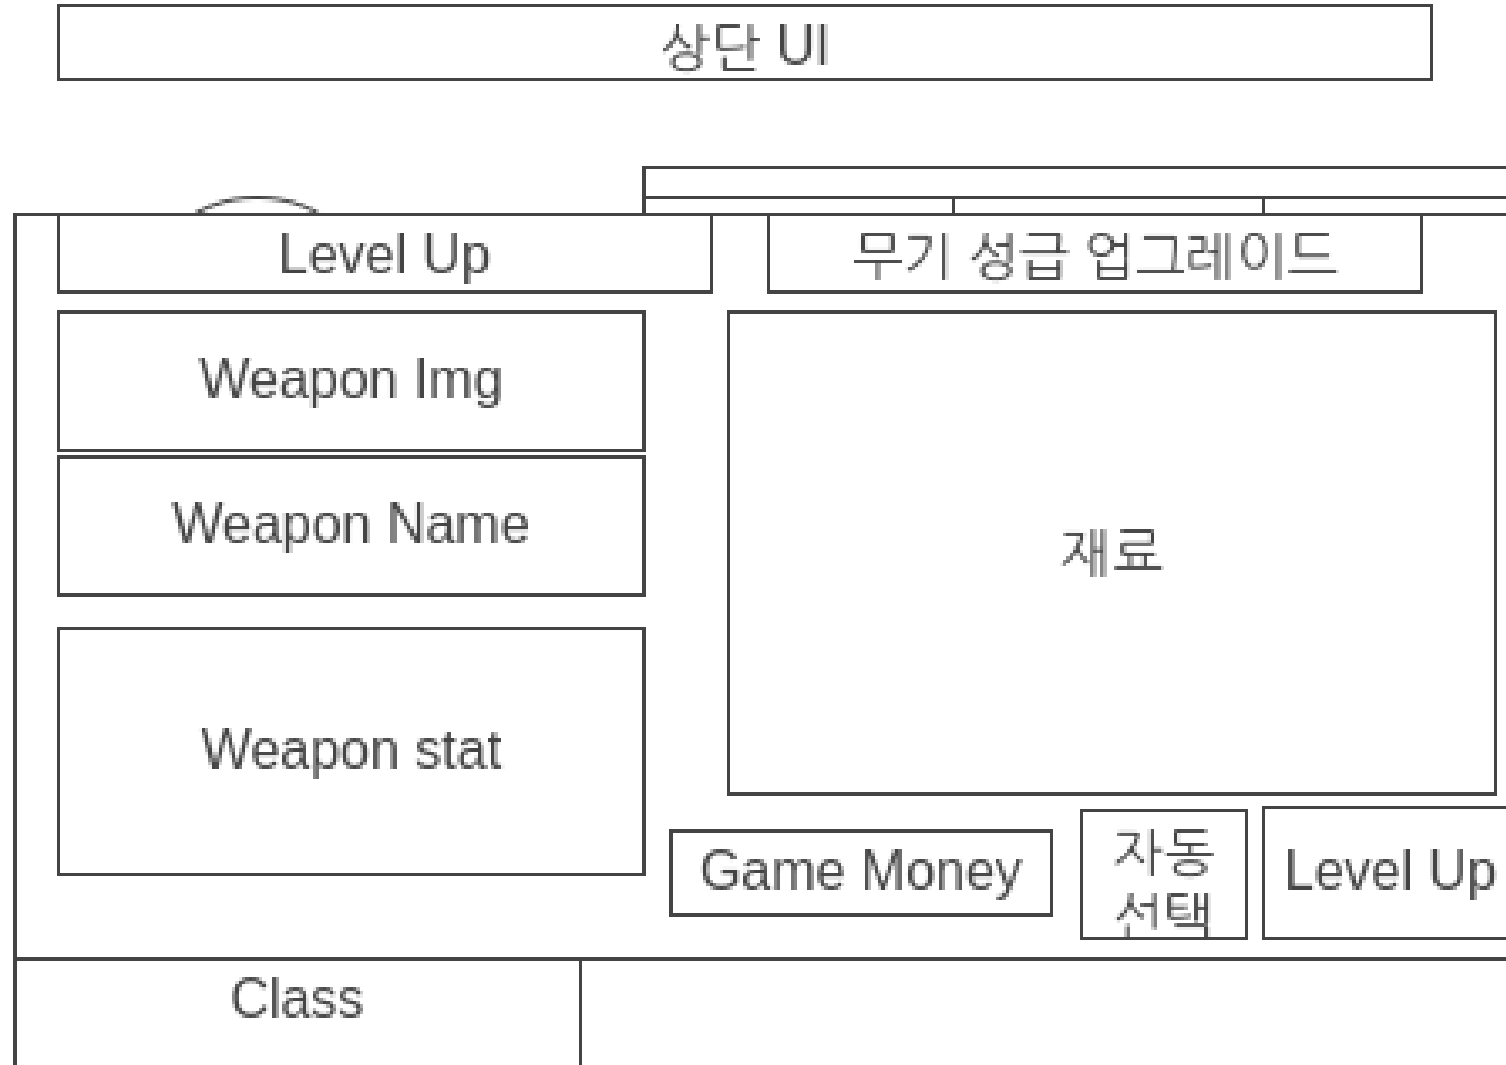 상단 UI
Level Up
무기 성급 업그레이드
Weapon Img
Weapon Name
재료
Weapon stat
Game Money
자동
선택
Level Up
Class